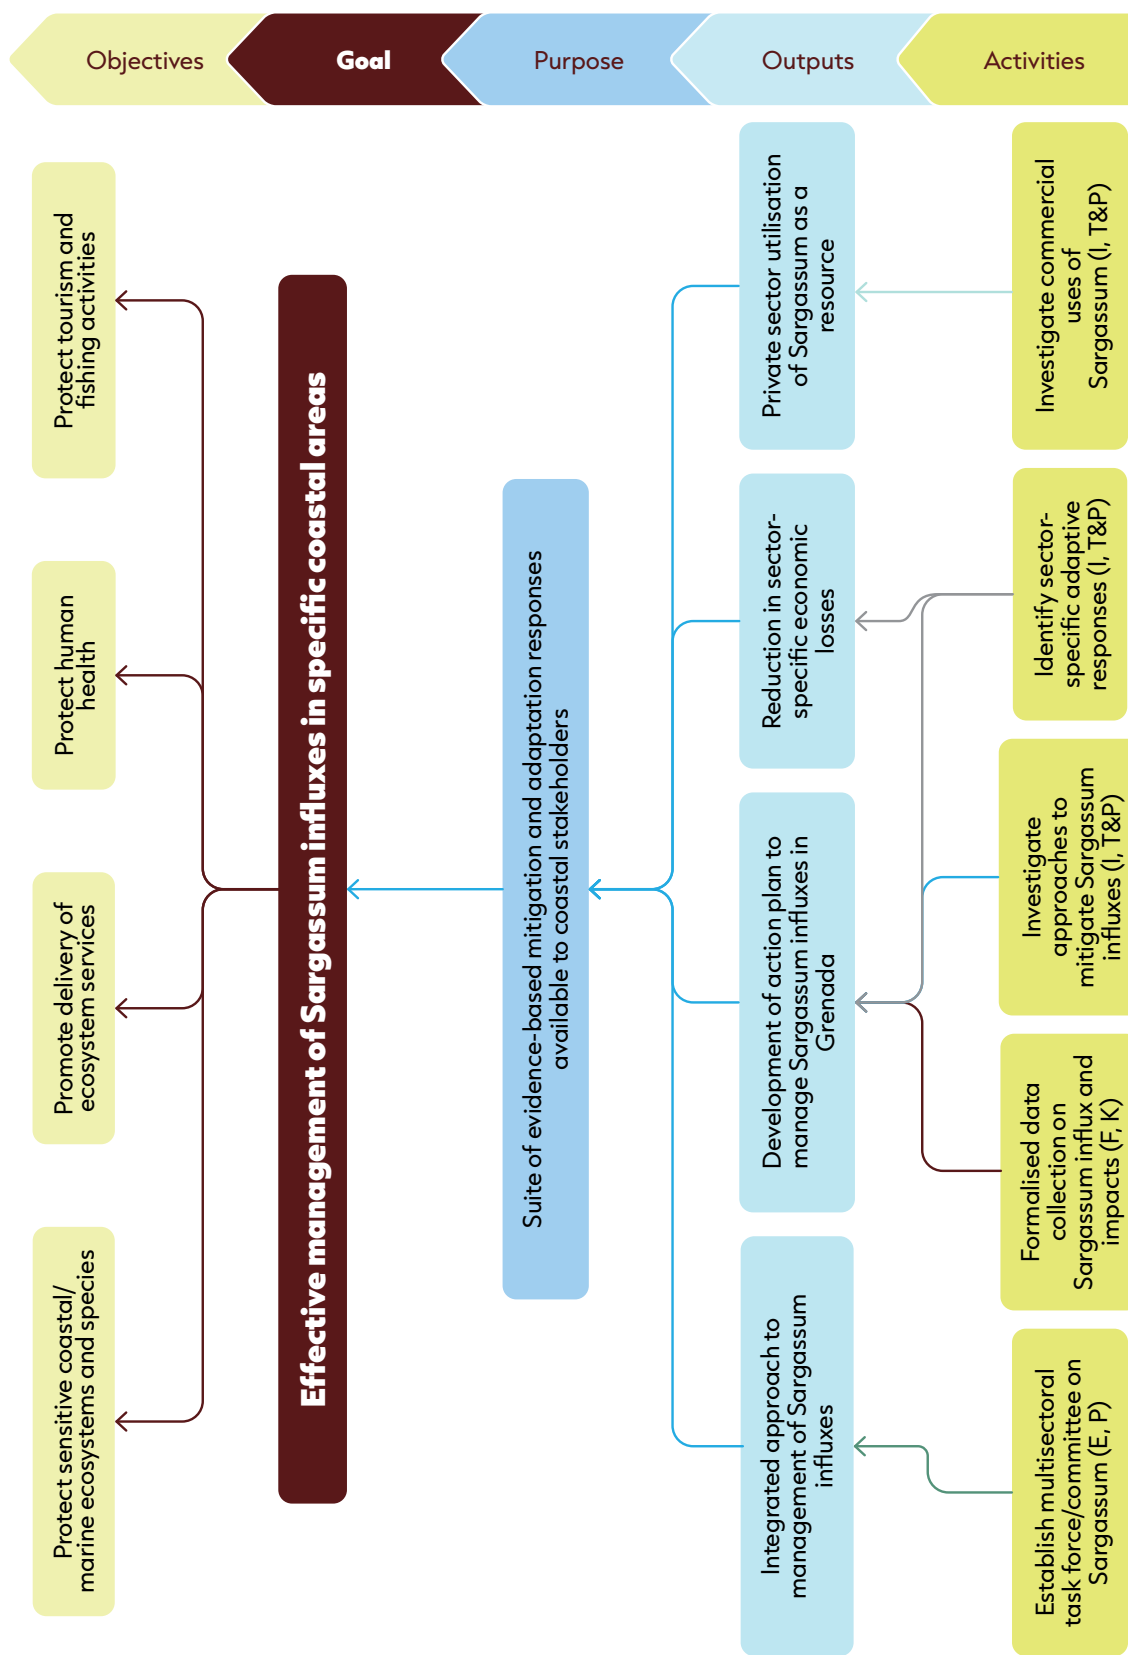 Objectives
Goal
Purpose
Outputs
Activities
Protect sensitive coastal/
marine ecosystems and species
Promote delivery of
ecosystem services
Protect human
health
Protect tourism and
fishing activities
Effective management of Sargassum influxes in specific coastal areas
Suite of evidence-based mitigation and adaptation responses
available to coastal stakeholders
Integrated approach to
management of Sargassum
influxes
Development of action plan to
manage Sargassum influxes in
Grenada
Reduction in sector-
specific economic
losses
Private sector utilisation
of Sargassum as a
resource
Establish multisectoral
task force/committee on
Sargassum (E, P)
Formalised data
collection on
Sargassum influx and
impacts (F, K)
Investigate
approaches to
mitigate Sargassum
influxes (I, T&P)
Identify sector-
specific adaptive
responses (I, T&P)
Investigate commercial
uses of
Sargassum (I, T&P)